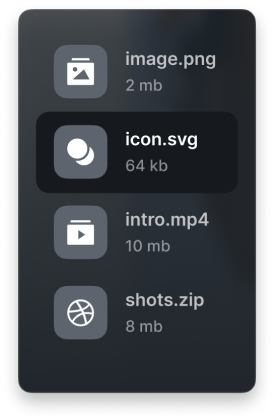 image.png
2 mb
icon.svg
64 kb
intro.mp4
10 mb
shots.zip
8 mb